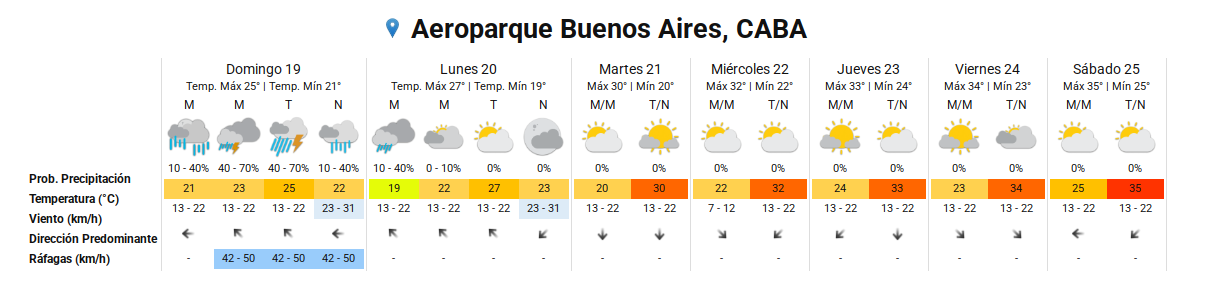 Aeroparque Buenos Aires, CABA
Domingo 19 Lunes 20 Martes 21 Miércoles 22 Jueves 23 Viernes 24 Sábado 25
Temp. Máx 25° | Temp. Mín 21° Temp. Máx 27° | Temp. Mín 19° Máx 30° | Mín 20° Máx 32° | Mín 22° Máx 33° | Mín 24° Máx 34° | Mín 23° Máx 35° | Mín 25°
M M T N M M T N M/M T/N M/M T/N M/M T/N M/M T/N M/M T/N
Prob. Precipitación 10 - 40% 40 - 70% 40 - 70% 10 - 40% 10 - 40% 0 - 10% 0% 0% 0% 0% 0% 0% 0% 0% 0% 0% 0% 0%
Temperatura (°C) 21 23 25 22 19 22 27 23 20 30 22 32 24 33 23 34 25 35
Viento (km/h) 13 - 22 13 - 22 13 - 22 23 - 31 13 - 22 13 - 22 13 - 22 23 - 31 13 - 22 13 - 22 7 - 12 13 - 22 13 - 22 13 - 22 13 - 22 13 - 22 13 - 22 13 - 22
Dirección Predominante
Ráfagas (km/h) - 42 - 50 42 - 50 42 - 50 - - - - - - - - - - - - - -